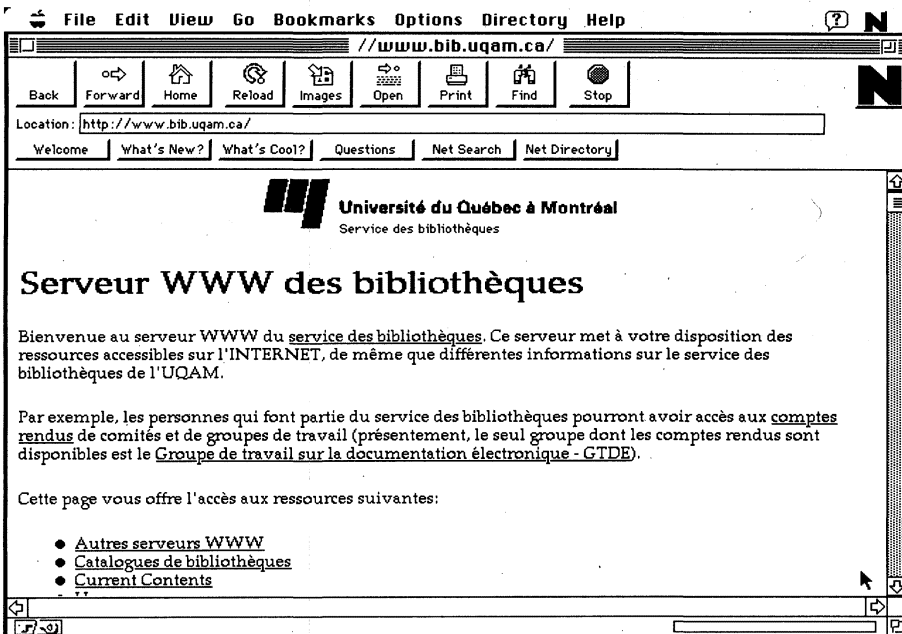 File Edit View Go Bookmarks Options Directory Help ?
//www.bib.uqam.ca/
Back Forward Home Reload Images Open Print Find Stop
N
Location: http://www.bib.uqam.ca/
Welcome What's New? What's Cool? Questions Net Search Net Directory
Université du Québec à Montréal
Service des bibliothèques
Serveur WWW des bibliothèques
Bienvenue au serveur WWW du service des bibliothèques. Ce serveur met à votre disposition des
ressources accessibles sur l'INTERNET, de même que différentes informations sur le service des
bibliothèques de l'UQAM.
Par exemple, les personnes qui font partie du service des bibliothèques pourront avoir accès aux comptes
rendus de comités et de groupes de travail (présentement, le seul groupe dont les comptes rendus sont
disponibles est le Groupe de travail sur la documentation électronique - GTDE).
Cette page vous offre l'accès aux ressources suivantes:
● Autres serveurs WWW
● Catalogues de bibliothèques
● Current Contents